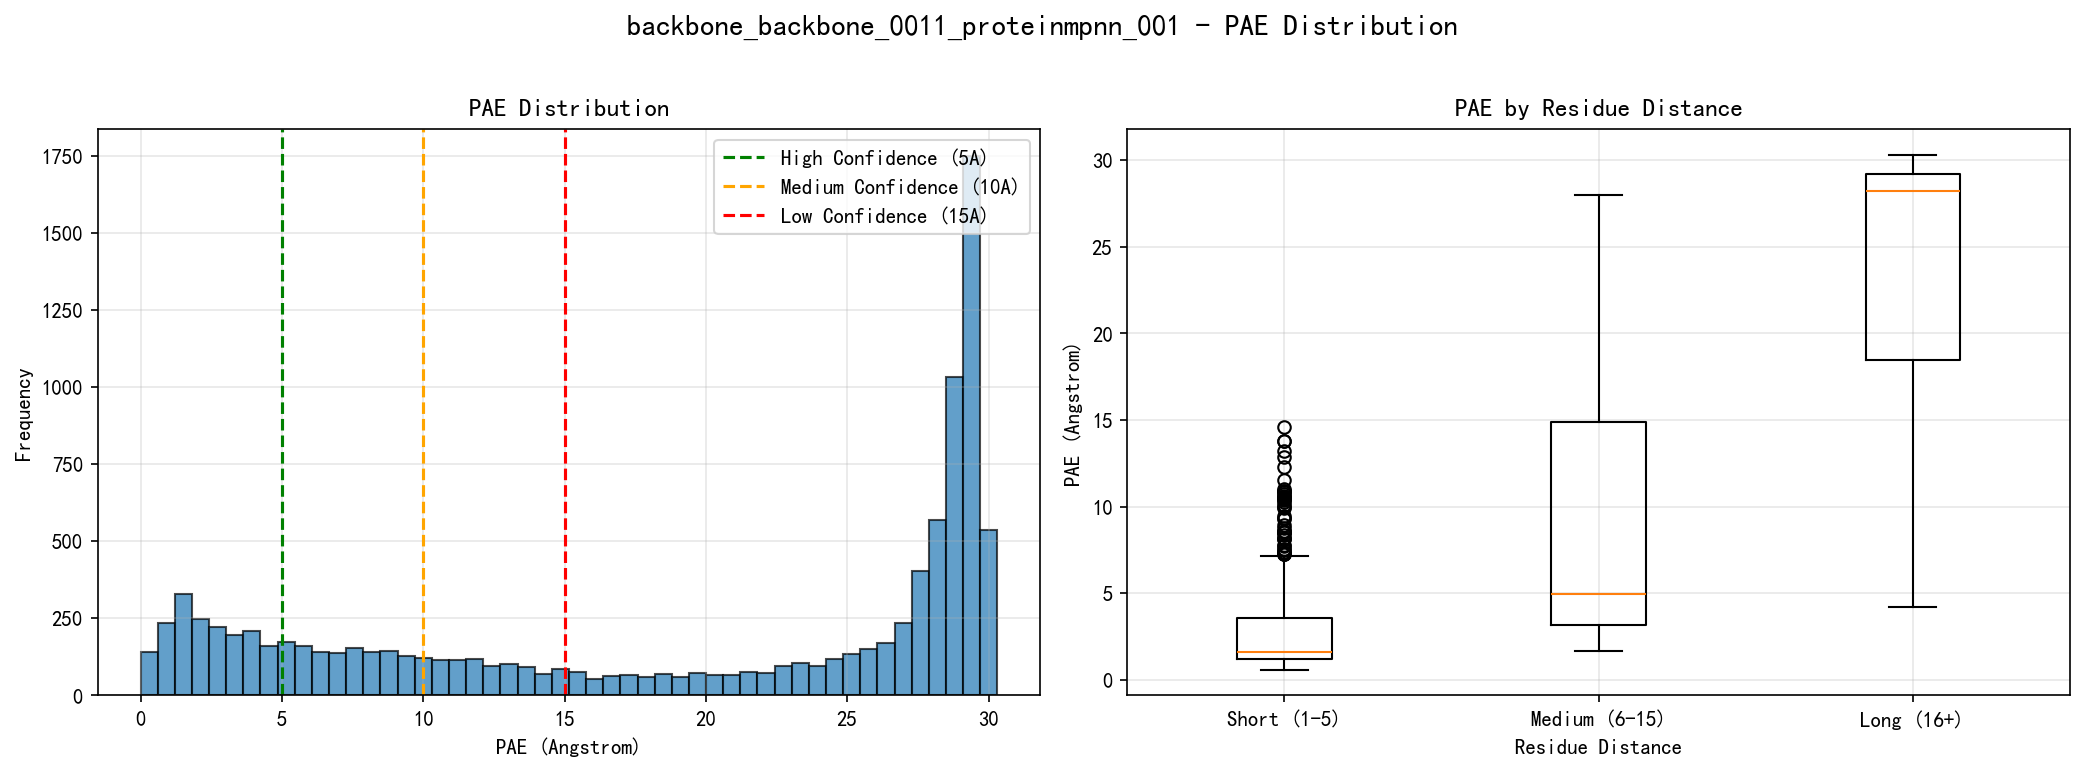 backbone_backbone_0011_proteinmpnn_001 - PAE Distribution
PAE Distribution
1750
1500
1250
1000
750
500
250
0
Frequency
High Confidence (5A)
Medium Confidence (10A)
Low Confidence (15A)
0 5 10 15 20 25 30
PAE (Angstrom)
PAE by Residue Distance
30
25
20
15
10
5
0
PAE (Angstrom)
Short (1-5) Medium (6-15) Long (16+)
Residue Distance